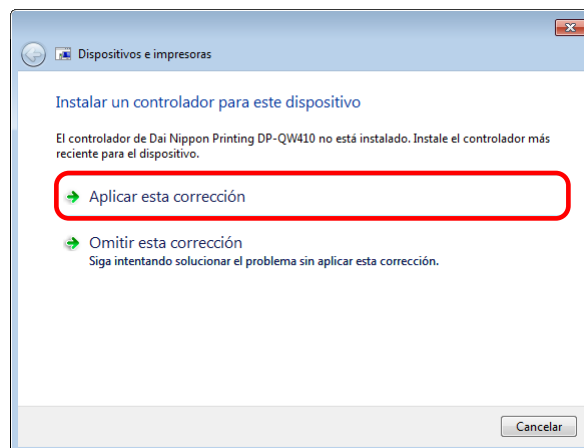 Dispositivos e impresoras
Instalar un controlador para este dispositivo
El controlador de Dai Nippon Printing DP-QW410 no está instalado. Instale el controlador más
reciente para el dispositivo.
Aplicar esta corrección
Omitir esta corrección
Siga intentando solucionar el problema sin aplicar esta corrección.
Cancelar